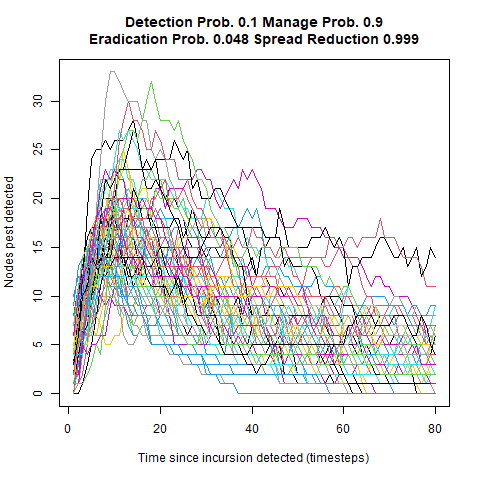 Detection Prob. 0.1 Manage Prob. 0.9
Eradication Prob. 0.048 Spread Reduction 0.999
Nodes pest detected
30
25
20
15
10
5
0
0 20 40 60 80
Time since incursion detected (timesteps)